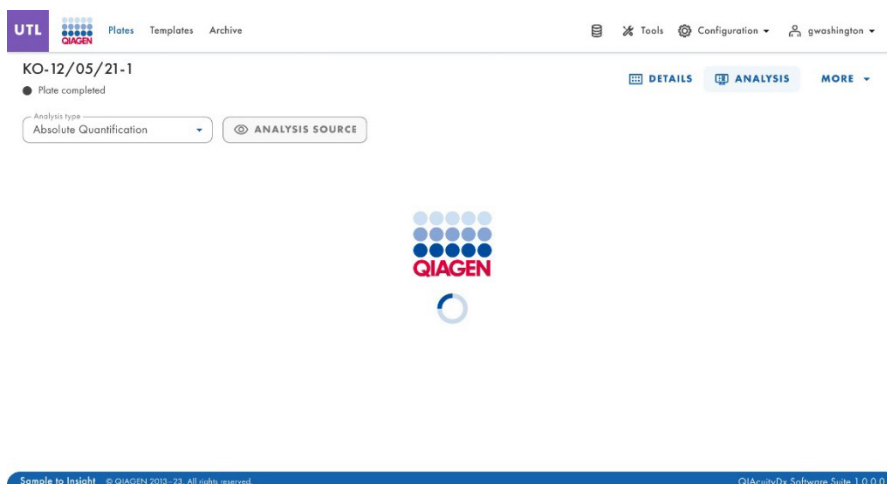 UTL QIAGEN Plates Templates Archive Tools Configuration gwashington
KO-12/05/21-1
Plate completed
DETAILS ANALYSIS MORE
Analysis type
Absolute Quantification
ANALYSIS SOURCE
QIAGEN
Sample to Insight © QIAGEN 2013-23. All rights reserved. QIAcuityDx Software Suite 1.0.0.0